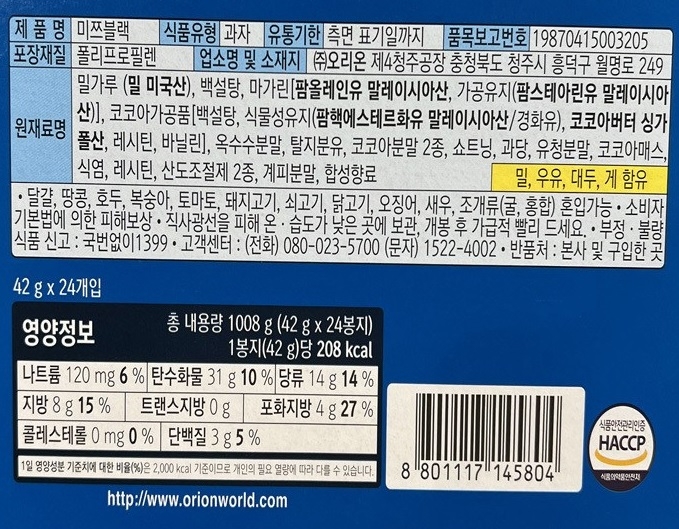 제 품 명 미쯔블랙 식품유형 과자 유통기한 측면 표기일까지 품목보고번호 19870415003205
포장재질 폴리프로필렌 업소명 및 소재지 ㈜오리온 제4청주공장 충청북도 청주시 흥덕구 월명로 249
원재료명
밀가루 (밀 미국산), 백설탕, 마가린[팜올레인유 말레이시아산, 가공유지(팜스테아린유 말레이시아
산)], 코코아가공품[백설탕, 식물성유지(팜핵에스테르화유 말레이시아산/경화유), 코코아버터 싱가
폴산, 레시틴, 바닐린], 옥수수분말, 탈지분유, 코코아분말 2종, 쇼트닝, 과당, 유청분말, 코코아매스,
식염, 레시틴, 산도조절제 2종, 계피분말, 합성향료 밀, 우유, 대두, 게 함유
• 달걀, 땅콩, 호두, 복숭아, 토마토, 돼지고기, 쇠고기, 닭고기, 오징어, 새우, 조개류(굴, 홍합) 혼입가능 • 소비자
기본법에 의한 피해보상 • 직사광선을 피해 온 · 습도가 낮은 곳에 보관, 개봉 후 가급적 빨리 드세요. • 부정 · 불량
식품 신고 : 국번없이1399 • 고객센터 : (전화) 080-023-5700 (문자) 1522-4002 • 반품처 : 본사 및 구입한 곳
42 g x 24개입
영양정보
총 내용량 1008 g (42 g x 24봉지)
1봉지(42 g)당 208 kcal
나트륨 120 mg 6 % 탄수화물 31 g 10 % 당류 14 g 14 %
지방 8 g 15 % 트랜스지방 0 g 포화지방 4 g 27 %
콜레스테롤 0 mg 0 % 단백질 3 g 5 %
1일 영양성분 기준치에 대한 비율(%)은 2,000 kcal 기준이므로 개인의 필요 열량에 따라 다를 수 있습니다.
http://www.orionworld.com
8 801117 145804
식품안전관리인증
HACCP
식품의약품안전처